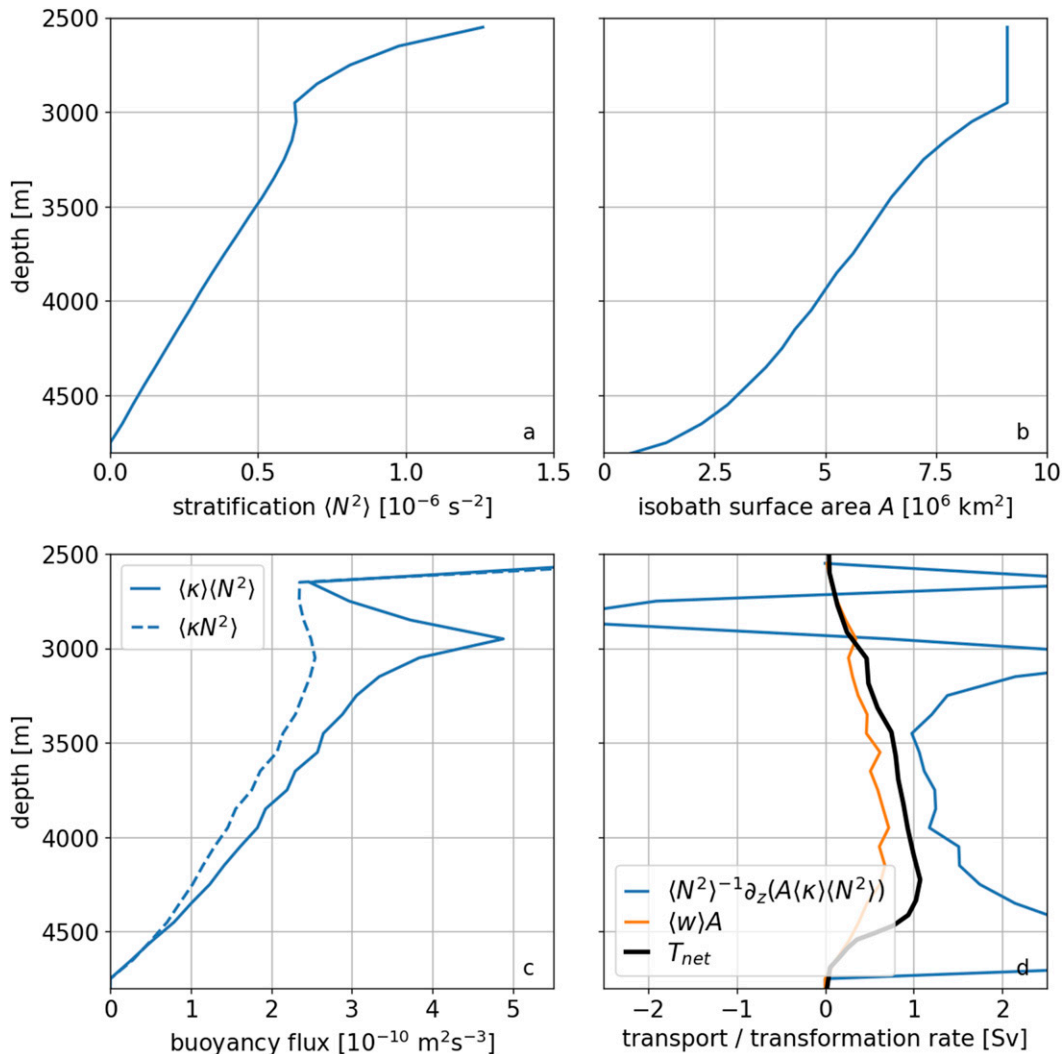 2500
3000
3500
4000
4500
depth [m]
0.0 0.5 1.0 1.5
stratification ⟨N²⟩ [10⁻⁶ s⁻²]
a
0 2.5 5 7.5 10
isobath surface area A [10⁶ km²]
b
2500
3000
3500
4000
4500
depth [m]
⟨κ⟩⟨N²⟩
⟨κN²⟩
c
0 1 2 3 4 5
buoyancy flux [10⁻¹⁰ m²s⁻³]
⟨N²⟩⁻¹∂z(A⟨κ⟩⟨N²⟩)
⟨w⟩A
Tnet
d
−2 −1 0 1 2
transport / transformation rate [Sv]